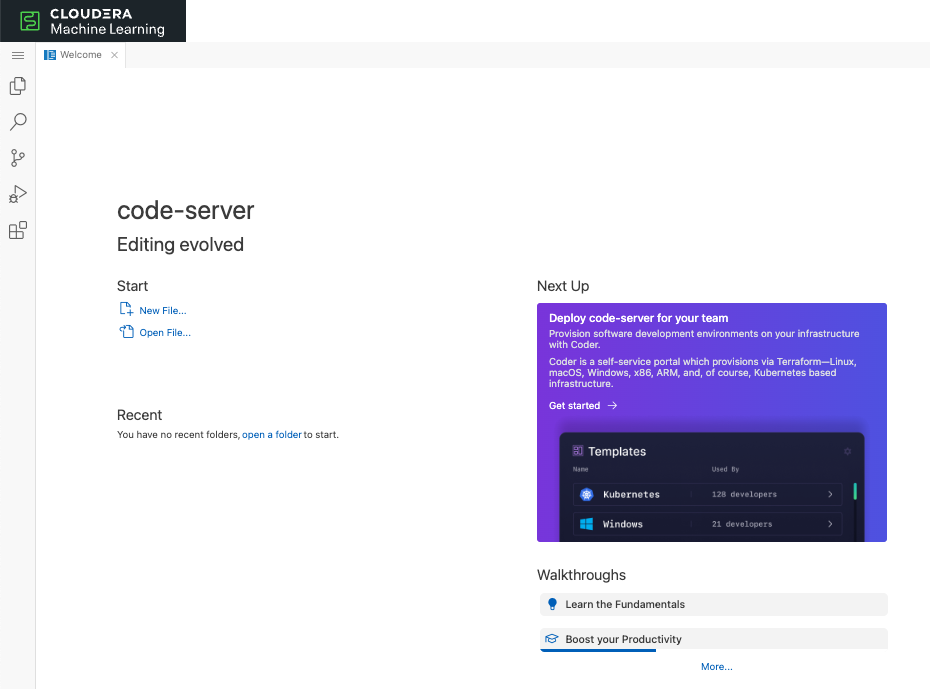 CLOUDERA
Machine Learning
Welcome
code-server
Editing evolved
Start
New File...
Open File...
Recent
You have no recent folders, open a folder to start.
Next Up
Deploy code-server for your team
Provision software development environments on your infrastructure
with Coder.
Coder is a self-service portal which provisions via Terraform—Linux,
macOS, Windows, x86, ARM, and, of course, Kubernetes based
infrastructure.
Get started
Templates
Name Used By
Kubernetes 128 developers
Windows 21 developers
Walkthroughs
Learn the Fundamentals
Boost your Productivity
More...